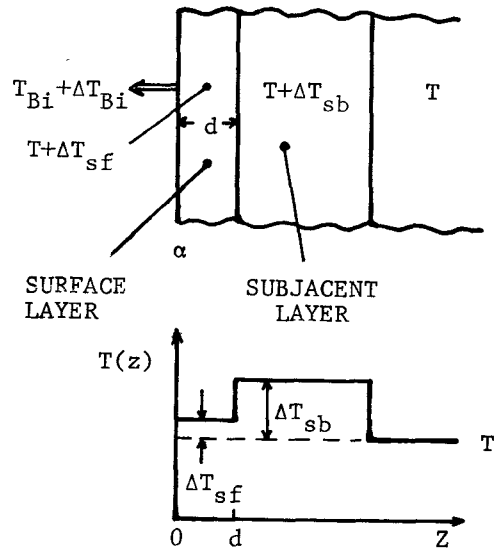 T_Bi+ΔT_Bi
T+ΔT_sf
d
T+ΔT_sb
T
α
SURFACE
LAYER
SUBJACENT
LAYER
T(z)
ΔT_sb
T
ΔT_sf
0
d
Z